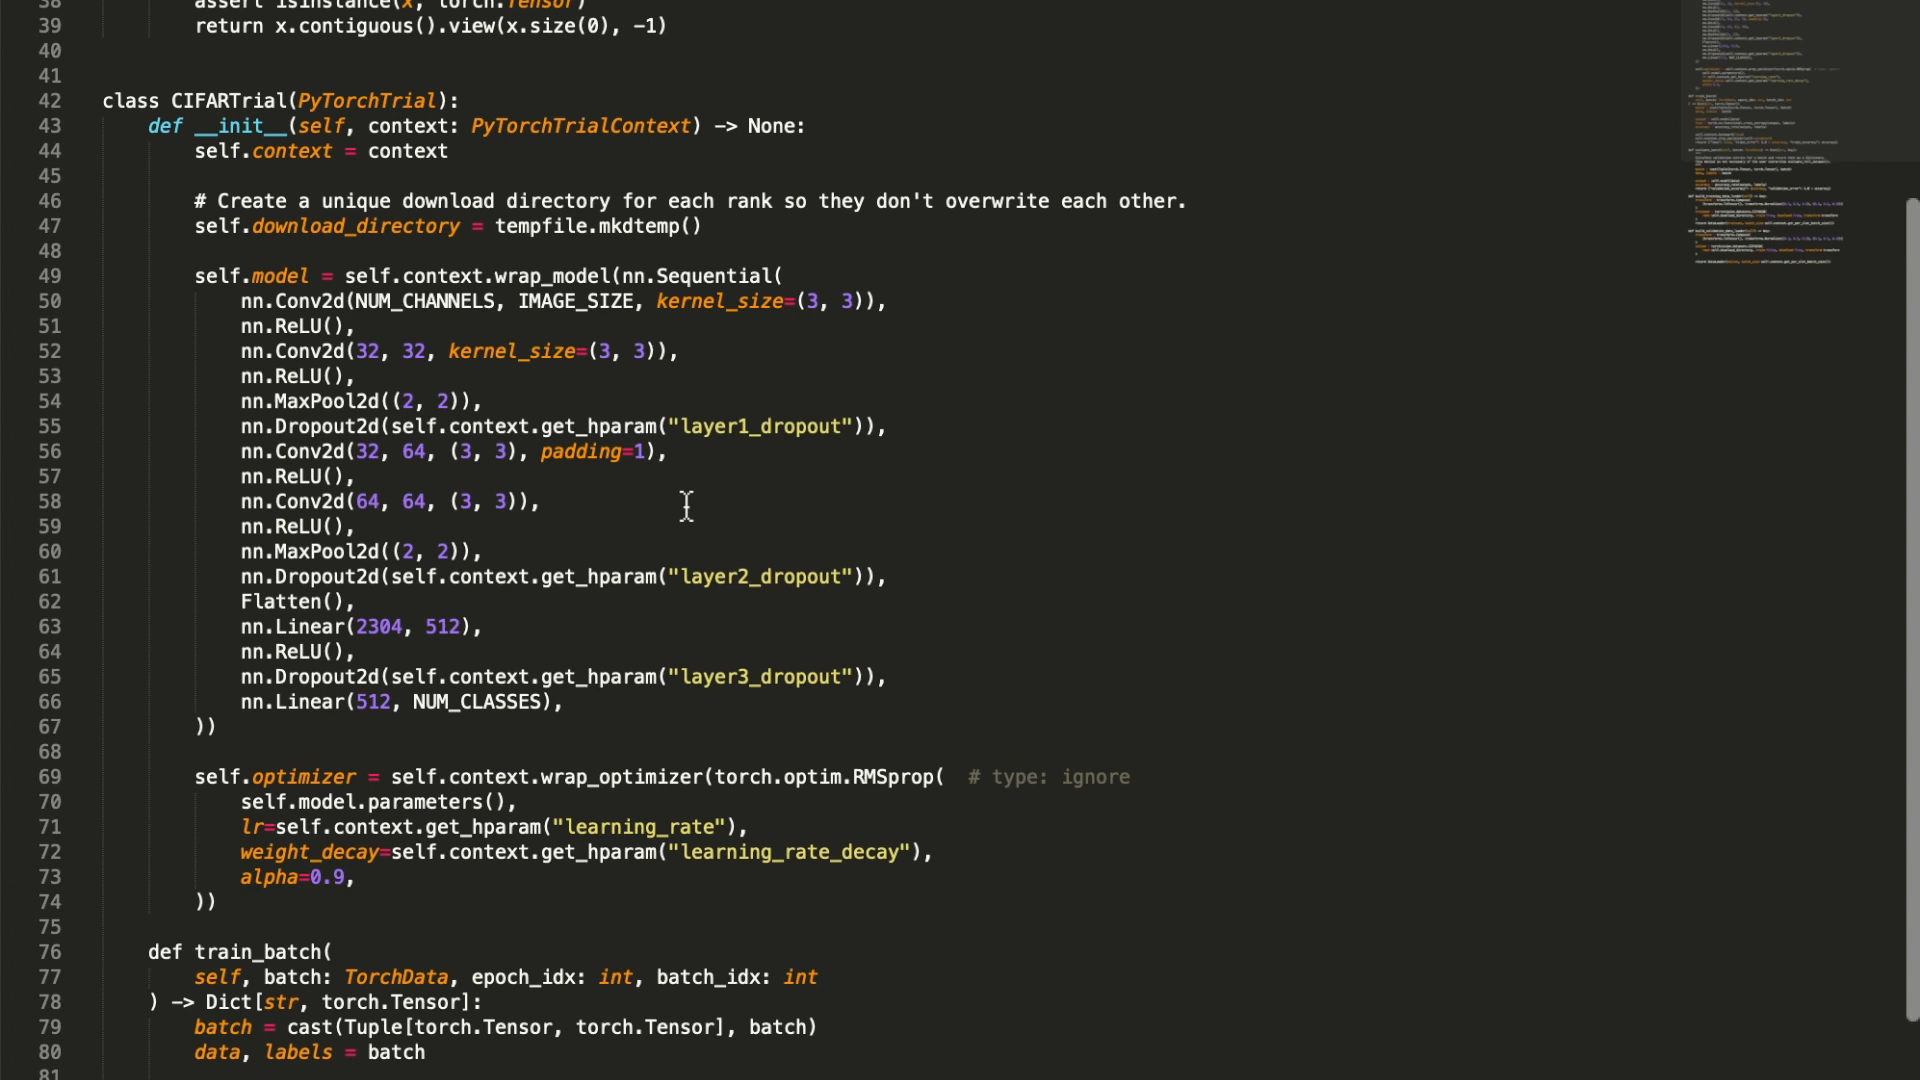 38 assert isinstance(x, torch.Tensor)
39 return x.contiguous().view(x.size(0), -1)
40
41
42 class CIFARTrial(PyTorchTrial):
43 def __init__(self, context: PyTorchTrialContext) -> None:
44 self.context = context
45
46 # Create a unique download directory for each rank so they don't overwrite each other.
47 self.download_directory = tempfile.mkdtemp()
48
49 self.model = self.context.wrap_model(nn.Sequential(
50 nn.Conv2d(NUM_CHANNELS, IMAGE_SIZE, kernel_size=(3, 3)),
51 nn.ReLU(),
52 nn.Conv2d(32, 32, kernel_size=(3, 3)),
53 nn.ReLU(),
54 nn.MaxPool2d((2, 2)),
55 nn.Dropout2d(self.context.get_hparam("layer1_dropout")),
56 nn.Conv2d(32, 64, (3, 3), padding=1),
57 nn.ReLU(),
58 nn.Conv2d(64, 64, (3, 3)),
59 nn.ReLU(),
60 nn.MaxPool2d((2, 2)),
61 nn.Dropout2d(self.context.get_hparam("layer2_dropout")),
62 Flatten(),
63 nn.Linear(2304, 512),
64 nn.ReLU(),
65 nn.Dropout2d(self.context.get_hparam("layer3_dropout")),
66 nn.Linear(512, NUM_CLASSES),
67 ))
68
69 self.optimizer = self.context.wrap_optimizer(torch.optim.RMSprop( # type: ignore
70 self.model.parameters(),
71 lr=self.context.get_hparam("learning_rate"),
72 weight_decay=self.context.get_hparam("learning_rate_decay"),
73 alpha=0.9,
74 ))
75
76 def train_batch(
77 self, batch: TorchData, epoch_idx: int, batch_idx: int
78 ) -> Dict[str, torch.Tensor]:
79 batch = cast(Tuple[torch.Tensor, torch.Tensor], batch)
80 data, labels = batch
81